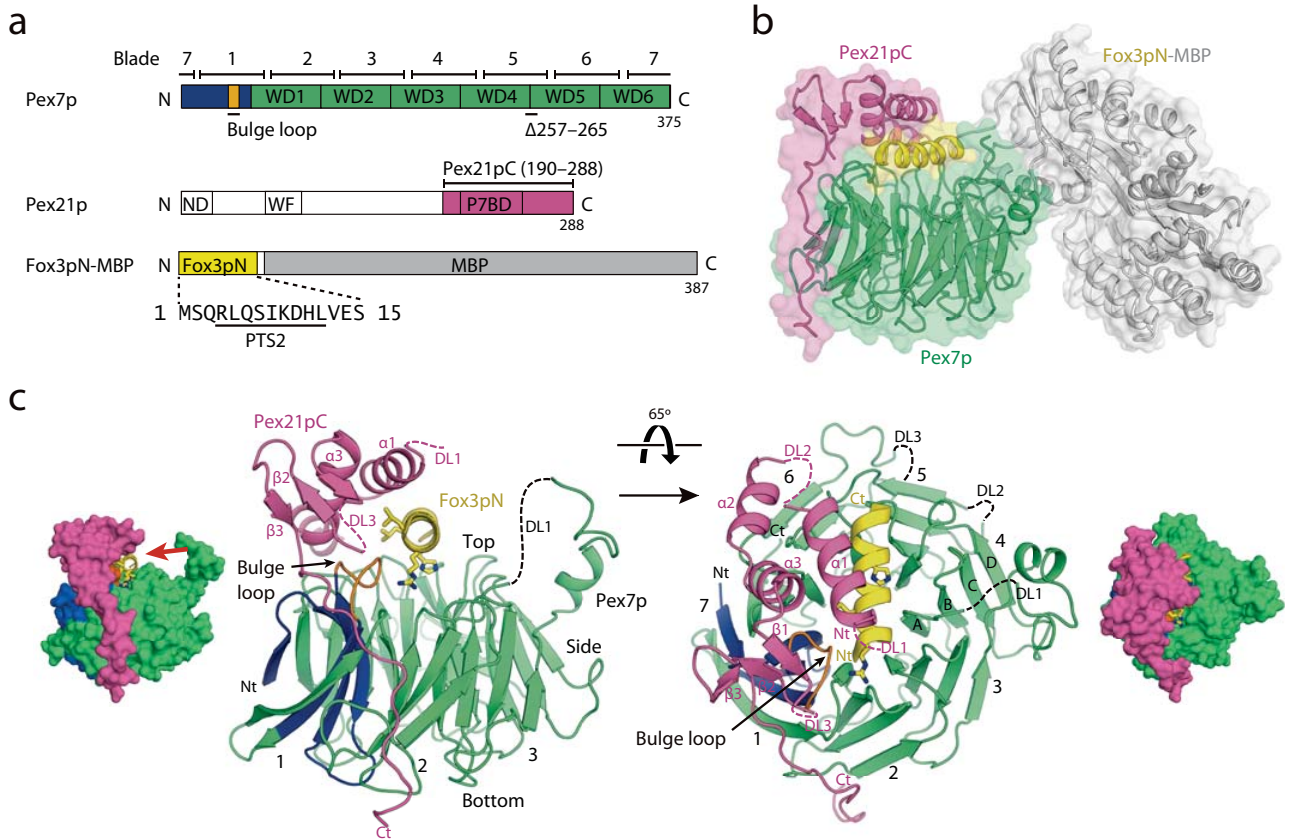 a
Blade 7 1 2 3 4 5 6 7
Pex7p N WD1 WD2 WD3 WD4 WD5 WD6 C
375
Bulge loop Δ257–265
Pex21pC (190–288)
Pex21p N ND WF P7BD C
288
Fox3pN-MBP N Fox3pN MBP C
387
1 MSQRLQSIKDHLVES 15
PTS2
b
Pex21pC
Fox3pN-MBP
Pex7p
c
Pex21pC
α1
DL1
α3
β2
Fox3pN
β3
DL3
Top
DL1
Bulge
loop
Pex7p
Side
Nt
1
2
3
Bottom
Ct
65º
DL3
DL2
6
5
α2
Ct
DL2
Ct
4
α1
D
α3
C
DL1
Nt
B
7
A
β1
Nt
DL1
Nt
3
β3
DL3
Bulge loop
1
2
Ct